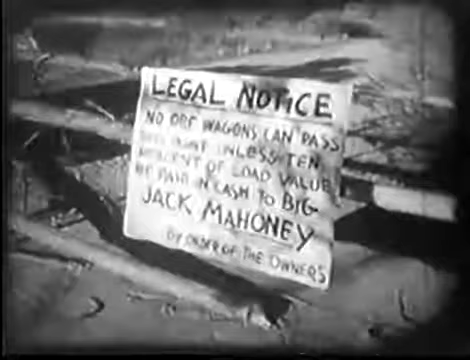 LEGAL NOTICE
NO ORE WAGONS CAN PASS
THIS POINT UNLESS TEN
PERCENT OF LOAD VALUE
BE PAID IN CASH TO BIG
JACK MAHONEY
BY ORDER OF THE OWNERS